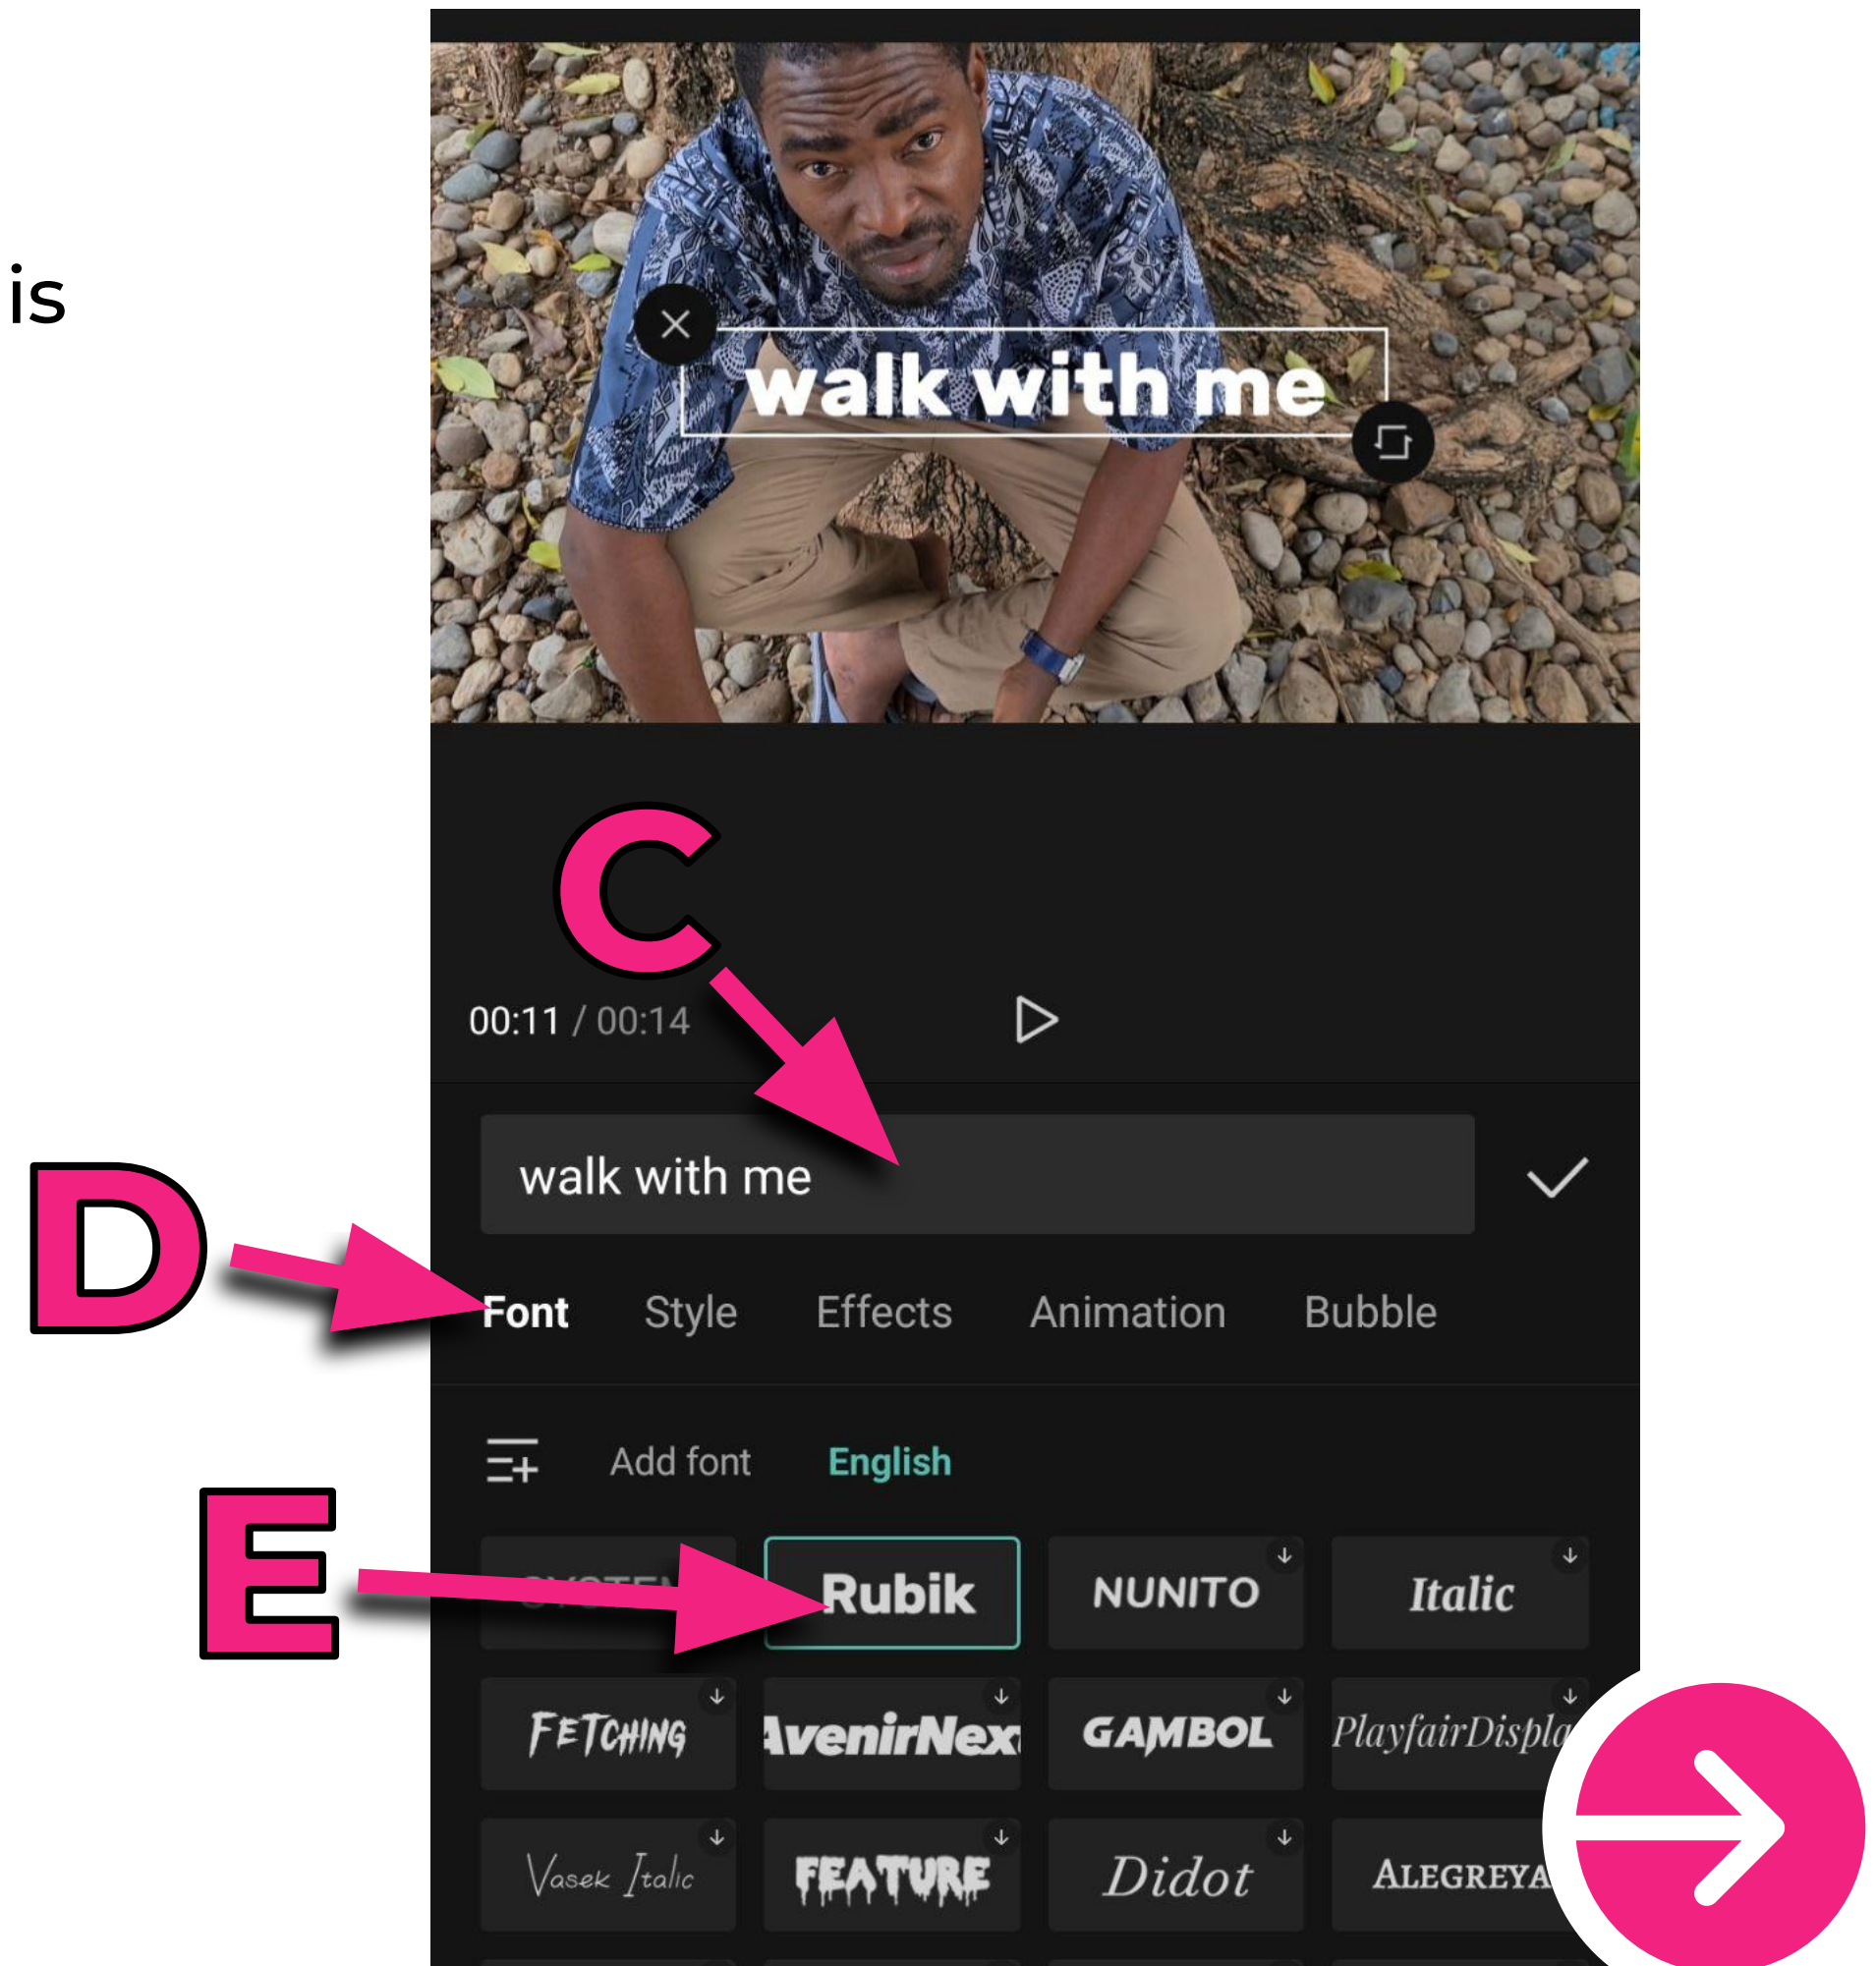 is
walk with me
C
00:11 / 00:14
walk with me
D
Font Style Effects Animation Bubble
Add font English
E
Rubik NUNITO Italic
FETCHING AvenirNex GAMBOL PlayfairDispla
Vasek Italic FEATURE Didot ALEGREYA